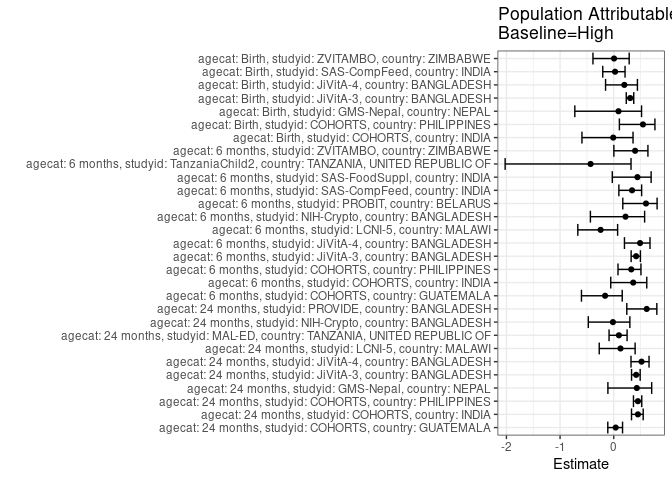 Population Attributable
Baseline=High
agecat: Birth, studyid: ZVITAMBO, country: ZIMBABWE
agecat: Birth, studyid: SAS-CompFeed, country: INDIA
agecat: Birth, studyid: JiVitA-4, country: BANGLADESH
agecat: Birth, studyid: JiVitA-3, country: BANGLADESH
agecat: Birth, studyid: GMS-Nepal, country: NEPAL
agecat: Birth, studyid: COHORTS, country: PHILIPPINES
agecat: Birth, studyid: COHORTS, country: INDIA
agecat: 6 months, studyid: ZVITAMBO, country: ZIMBABWE
agecat: 6 months, studyid: TanzaniaChild2, country: TANZANIA, UNITED REPUBLIC OF
agecat: 6 months, studyid: SAS-FoodSuppl, country: INDIA
agecat: 6 months, studyid: SAS-CompFeed, country: INDIA
agecat: 6 months, studyid: PROBIT, country: BELARUS
agecat: 6 months, studyid: NIH-Crypto, country: BANGLADESH
agecat: 6 months, studyid: LCNI-5, country: MALAWI
agecat: 6 months, studyid: JiVitA-4, country: BANGLADESH
agecat: 6 months, studyid: JiVitA-3, country: BANGLADESH
agecat: 6 months, studyid: COHORTS, country: PHILIPPINES
agecat: 6 months, studyid: COHORTS, country: INDIA
agecat: 6 months, studyid: COHORTS, country: GUATEMALA
agecat: 24 months, studyid: PROVIDE, country: BANGLADESH
agecat: 24 months, studyid: NIH-Crypto, country: BANGLADESH
agecat: 24 months, studyid: MAL-ED, country: TANZANIA, UNITED REPUBLIC OF
agecat: 24 months, studyid: LCNI-5, country: MALAWI
agecat: 24 months, studyid: JiVitA-4, country: BANGLADESH
agecat: 24 months, studyid: JiVitA-3, country: BANGLADESH
agecat: 24 months, studyid: GMS-Nepal, country: NEPAL
agecat: 24 months, studyid: COHORTS, country: PHILIPPINES
agecat: 24 months, studyid: COHORTS, country: INDIA
agecat: 24 months, studyid: COHORTS, country: GUATEMALA
-2 -1 0
Estimate